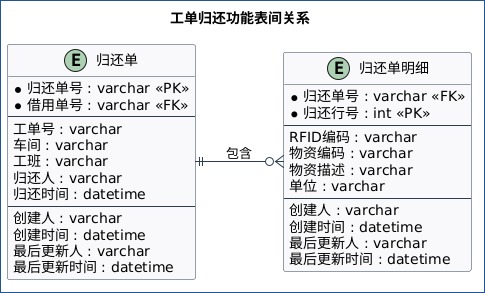 工单归还功能表间关系
E 归还单
归还单号 : varchar «PK»
借用单号 : varchar «FK»
工单号 : varchar
车间 : varchar
工班 : varchar
归还人 : varchar
归还时间 : datetime
创建人 : varchar
创建时间 : datetime
最后更新人 : varchar
最后更新时间 : datetime
包含
E 归还单明细
归还单号 : varchar «FK»
归还行号 : int «PK»
RFID编码 : varchar
物资编码 : varchar
物资描述 : varchar
单位 : varchar
创建人 : varchar
创建时间 : datetime
最后更新人 : varchar
最后更新时间 : datetime